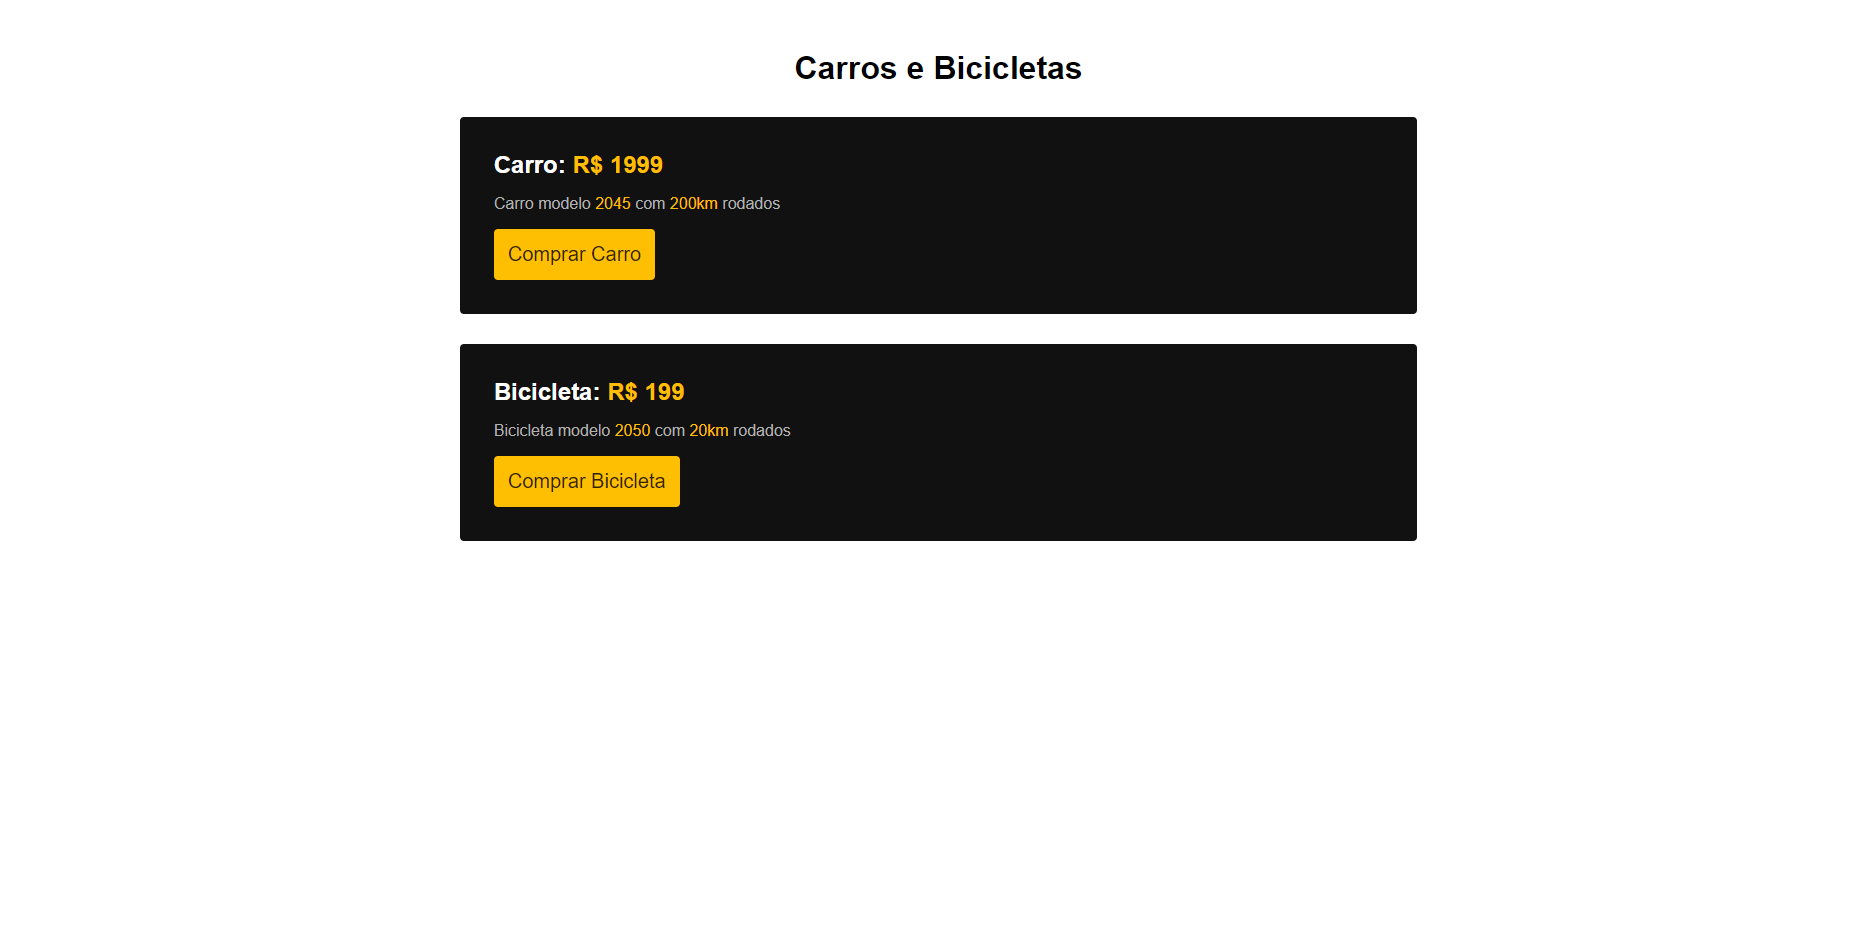 Carros e Bicicletas
Carro: R$ 1999
Carro modelo 2045 com 200km rodados
Comprar Carro
Bicicleta: R$ 199
Bicicleta modelo 2050 com 20km rodados
Comprar Bicicleta